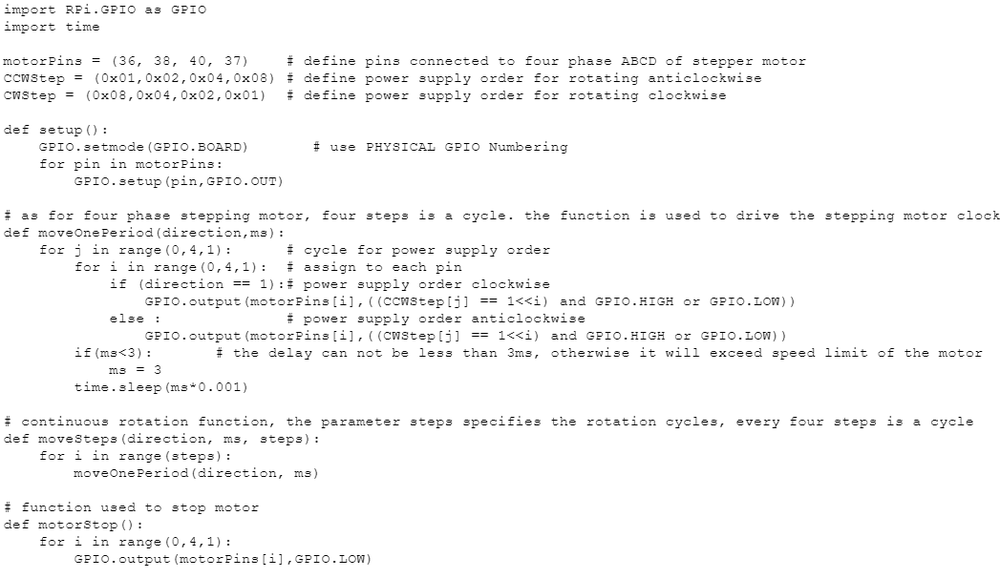 import RPi.GPIO as GPIO
import time
motorPins = (36, 38, 40, 37)    # define pins connected to four phase ABCD of stepper motor
CCWStep = (0x01,0x02,0x04,0x08) # define power supply order for rotating anticlockwise
CWStep = (0x08,0x04,0x02,0x01)  # define power supply order for rotating clockwise
def setup():
    GPIO.setmode(GPIO.BOARD)       # use PHYSICAL GPIO Numbering
    for pin in motorPins:
        GPIO.setup(pin,GPIO.OUT)
# as for four phase stepping motor, four steps is a cycle. the function is used to drive the stepping motor clock
def moveOnePeriod(direction,ms):
    for j in range(0,4,1):      # cycle for power supply order
        for i in range(0,4,1):  # assign to each pin
            if (direction == 1):# power supply order clockwise
                GPIO.output(motorPins[i],((CCWStep[j] == 1<<i) and GPIO.HIGH or GPIO.LOW))
            else :              # power supply order anticlockwise
                GPIO.output(motorPins[i],((CWStep[j] == 1<<i) and GPIO.HIGH or GPIO.LOW))
        if(ms<3):       # the delay can not be less than 3ms, otherwise it will exceed speed limit of the motor
            ms = 3
        time.sleep(ms*0.001)
# continuous rotation function, the parameter steps specifies the rotation cycles, every four steps is a cycle
def moveSteps(direction, ms, steps):
    for i in range(steps):
        moveOnePeriod(direction, ms)
# function used to stop motor
def motorStop():
    for i in range(0,4,1):
        GPIO.output(motorPins[i],GPIO.LOW)